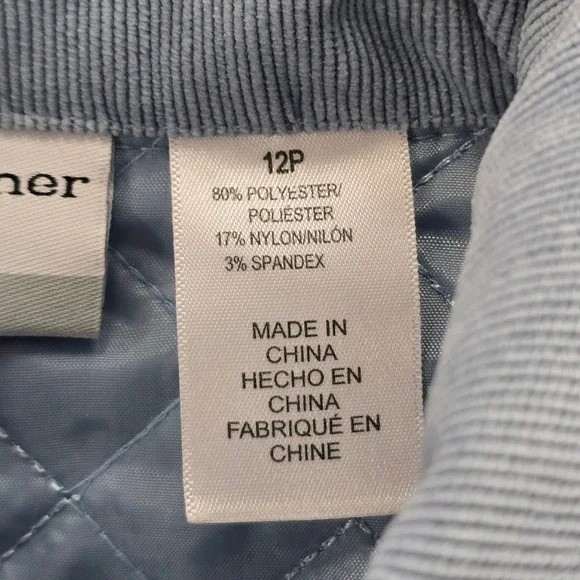 ner
12P
80% POLYESTER/
POLIÉSTER
17% NYLON/NILÓN
3% SPANDEX
MADE IN
CHINA
HECHO EN
CHINA
FABRIQUÉ EN
CHINE